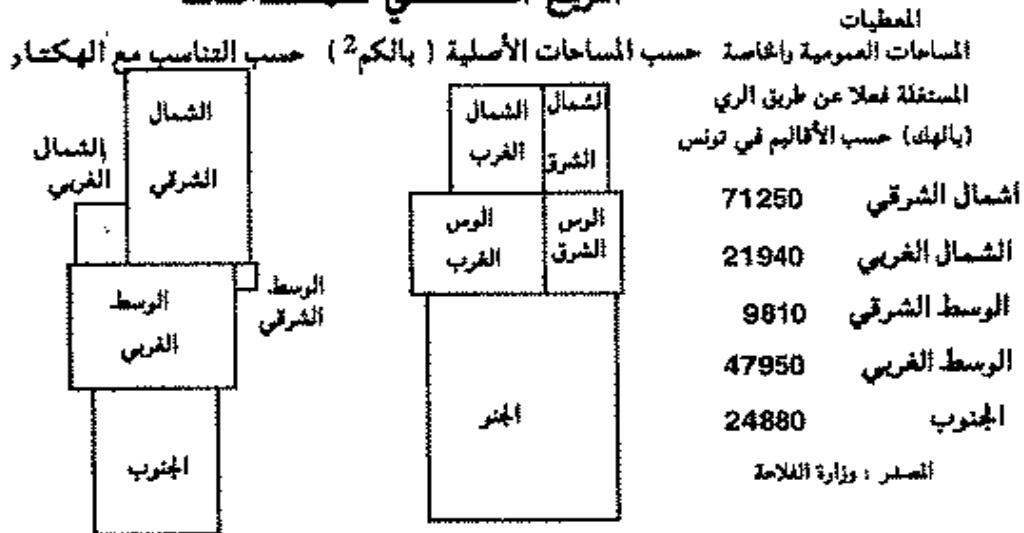 المعطيات
المساحات العمومية والخاصة
المستغلة فعلا عن طريق الري
(بالهك) حسب الأقاليم في تونس
أشمال الشرقي 71250
الشمال الغربي 21940
الوسط الشرقي 9810
الوسط الغربي 47950
الجنوب 24880
المصدر : وزارة الفلاحة
حسب المساحات الأصلية ( بالكم2 )
الشمال الشرق
الشمال الغرب
الوس الشرق
الوس الغرب
الجنو
حسب التناسب مع الهكتار
الشمال الشرقي
الشمال الغربي
الوسط الشرقي
الوسط الغربي
الجنوب